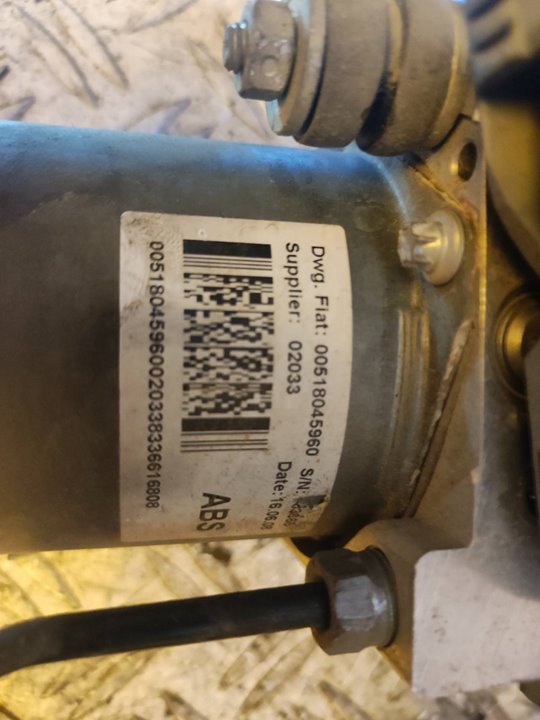 Dwg. Fiat: 00518045960 S/N:
Supplier: 02033
Date: 16.06.08
ABS
00518045960020338336616808